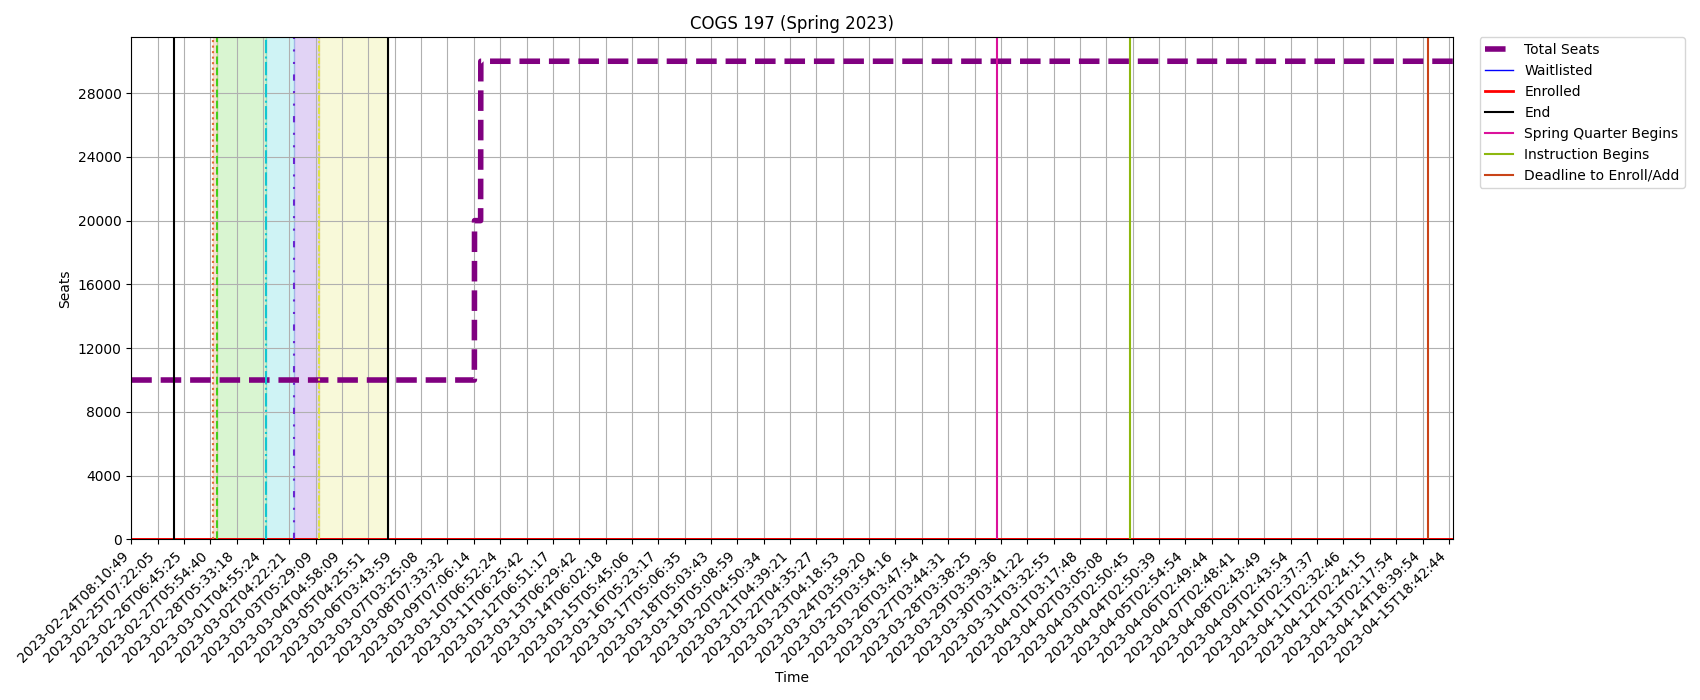 COGS 197 (Spring 2023)
Total Seats
Waitlisted
Enrolled
End
Spring Quarter Begins
Instruction Begins
Deadline to Enroll/Add
Seats
28000
24000
20000
16000
12000
8000
4000
0
2023-02-24T08:10:49
2023-02-25T07:22:05
2023-02-26T06:45:25
2023-02-27T05:54:40
2023-02-28T05:33:18
2023-03-01T04:55:24
2023-03-02T04:22:21
2023-03-03T05:29:09
2023-03-04T04:58:09
2023-03-05T04:25:51
2023-03-06T03:43:59
2023-03-07T03:25:08
2023-03-08T07:33:32
2023-03-09T07:06:14
2023-03-10T06:52:24
2023-03-11T06:25:42
2023-03-12T06:51:17
2023-03-13T06:29:42
2023-03-14T06:02:18
2023-03-15T05:45:06
2023-03-16T05:23:17
2023-03-17T05:06:35
2023-03-18T05:03:43
2023-03-19T05:08:59
2023-03-20T04:50:34
2023-03-21T04:39:21
2023-03-22T04:35:27
2023-03-23T04:18:53
2023-03-24T03:59:20
2023-03-25T03:54:16
2023-03-26T03:47:54
2023-03-27T03:44:31
2023-03-28T03:38:25
2023-03-29T03:39:36
2023-03-30T03:41:22
2023-03-31T03:32:55
2023-04-01T03:17:48
2023-04-02T03:05:08
2023-04-03T02:50:45
2023-04-04T02:50:39
2023-04-05T02:54:54
2023-04-06T02:49:44
2023-04-07T02:48:41
2023-04-08T02:43:49
2023-04-09T02:43:54
2023-04-10T02:37:37
2023-04-11T02:32:46
2023-04-12T02:24:15
2023-04-13T02:17:54
2023-04-14T18:39:54
2023-04-15T18:42:44
Time